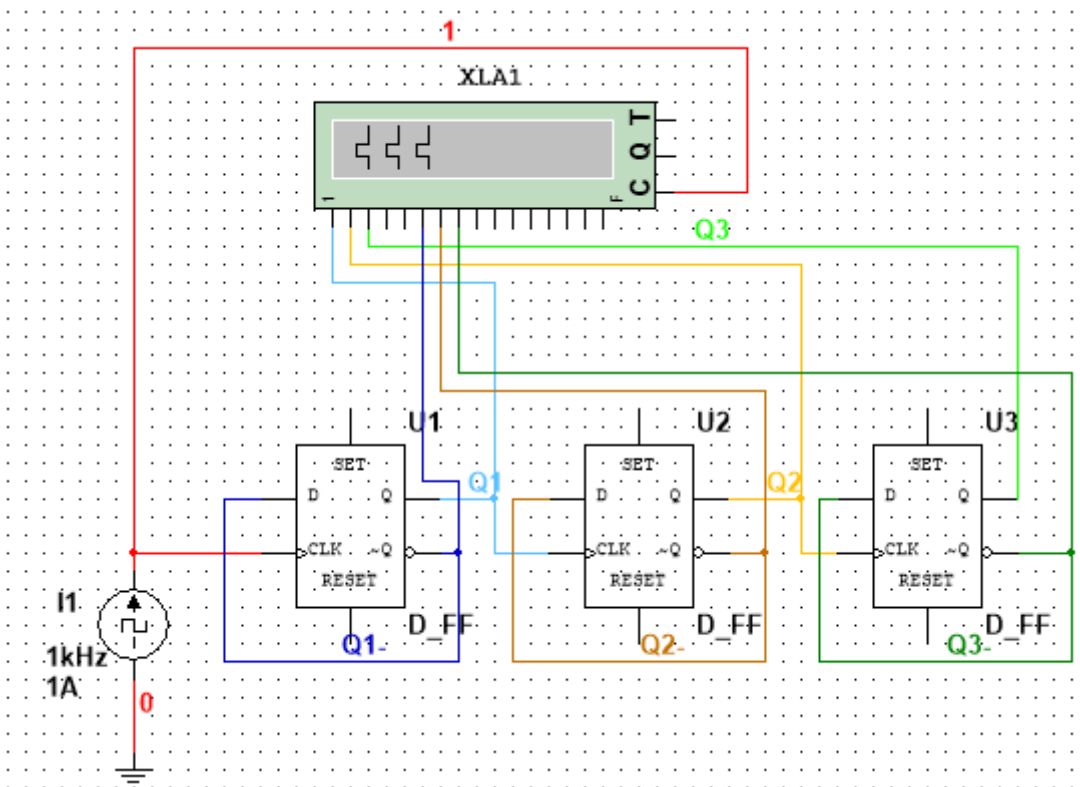 1
XLA1
T
Q
C
1
F
Q3
U1
U2
U3
SET
SET
SET
D
Q
Q1
D
Q
Q2
D
Q
CLK
~Q
CLK
~Q
CLK
~Q
RESET
RESET
RESET
I1
D_FF
D_FF
D_FF
Q1-
Q2-
Q3-
1kHz
1A
0